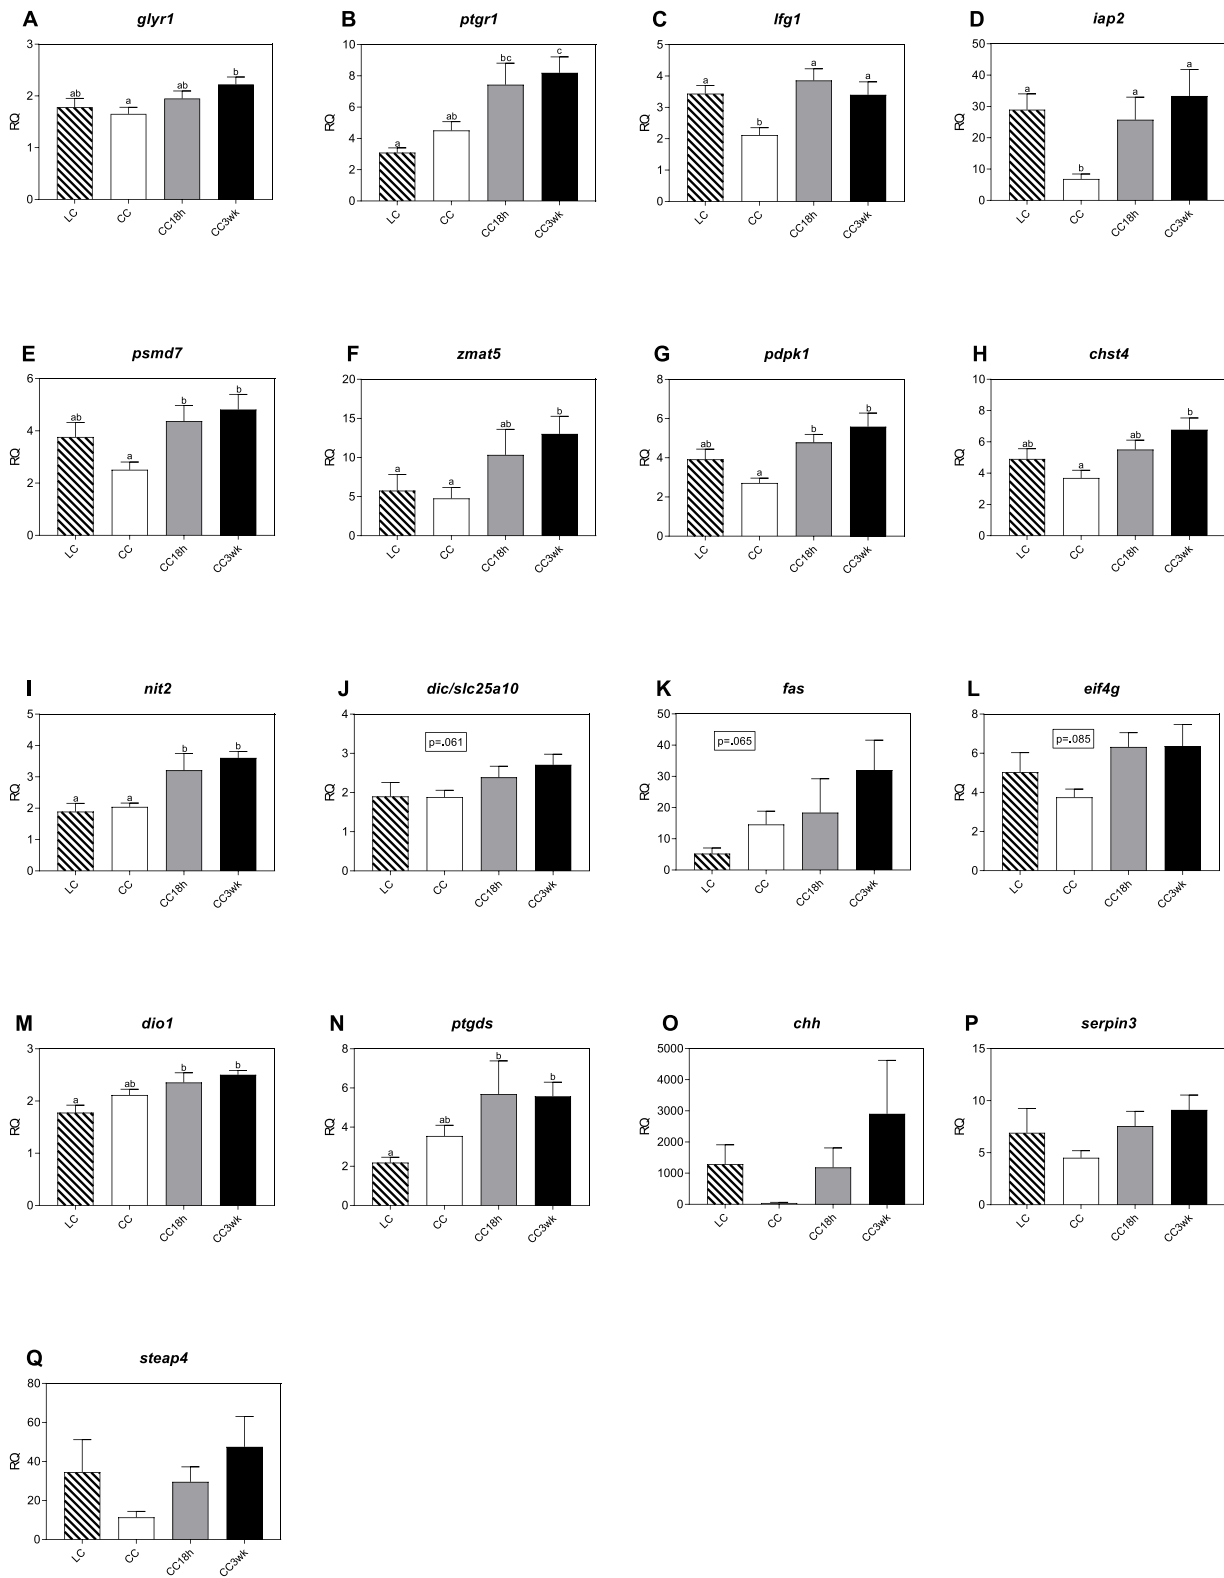 A glyr1
3
2
1
0
RQ
ab
a
ab
b
LC
CC
CC18h
CC3wk
B ptgr1
10
8
6
4
2
0
RQ
a
ab
bc
c
LC
CC
CC18h
CC3wk
C lfg1
5
4
3
2
1
0
RQ
a
b
a
a
LC
CC
CC18h
CC3wk
D iap2
50
40
30
20
10
0
RQ
a
b
a
a
LC
CC
CC18h
CC3wk
E psmd7
6
4
2
0
RQ
ab
a
b
b
LC
CC
CC18h
CC3wk
F zmat5
20
15
10
5
0
RQ
a
a
ab
b
LC
CC
CC18h
CC3wk
G pdpk1
8
6
4
2
0
RQ
ab
a
b
b
LC
CC
CC18h
CC3wk
H chst4
10
8
6
4
2
0
RQ
ab
a
ab
b
LC
CC
CC18h
CC3wk
I nit2
5
4
3
2
1
0
RQ
a
a
b
b
LC
CC
CC18h
CC3wk
J dic/slc25a10
4
3
2
1
0
RQ
p=.061
LC
CC
CC18h
CC3wk
K fas
50
40
30
20
10
0
RQ
p=.065
LC
CC
CC18h
CC3wk
L eif4g
8
6
4
2
0
RQ
p=.085
LC
CC
CC18h
CC3wk
M dio1
3
2
1
0
RQ
a
ab
b
b
LC
CC
CC18h
CC3wk
N ptgds
8
6
4
2
0
RQ
a
ab
b
b
LC
CC
CC18h
CC3wk
O chh
5000
4000
3000
2000
1000
0
RQ
LC
CC
CC18h
CC3wk
P serpin3
15
10
5
0
RQ
LC
CC
CC18h
CC3wk
Q steap4
80
60
40
20
0
RQ
LC
CC
CC18h
CC3wk